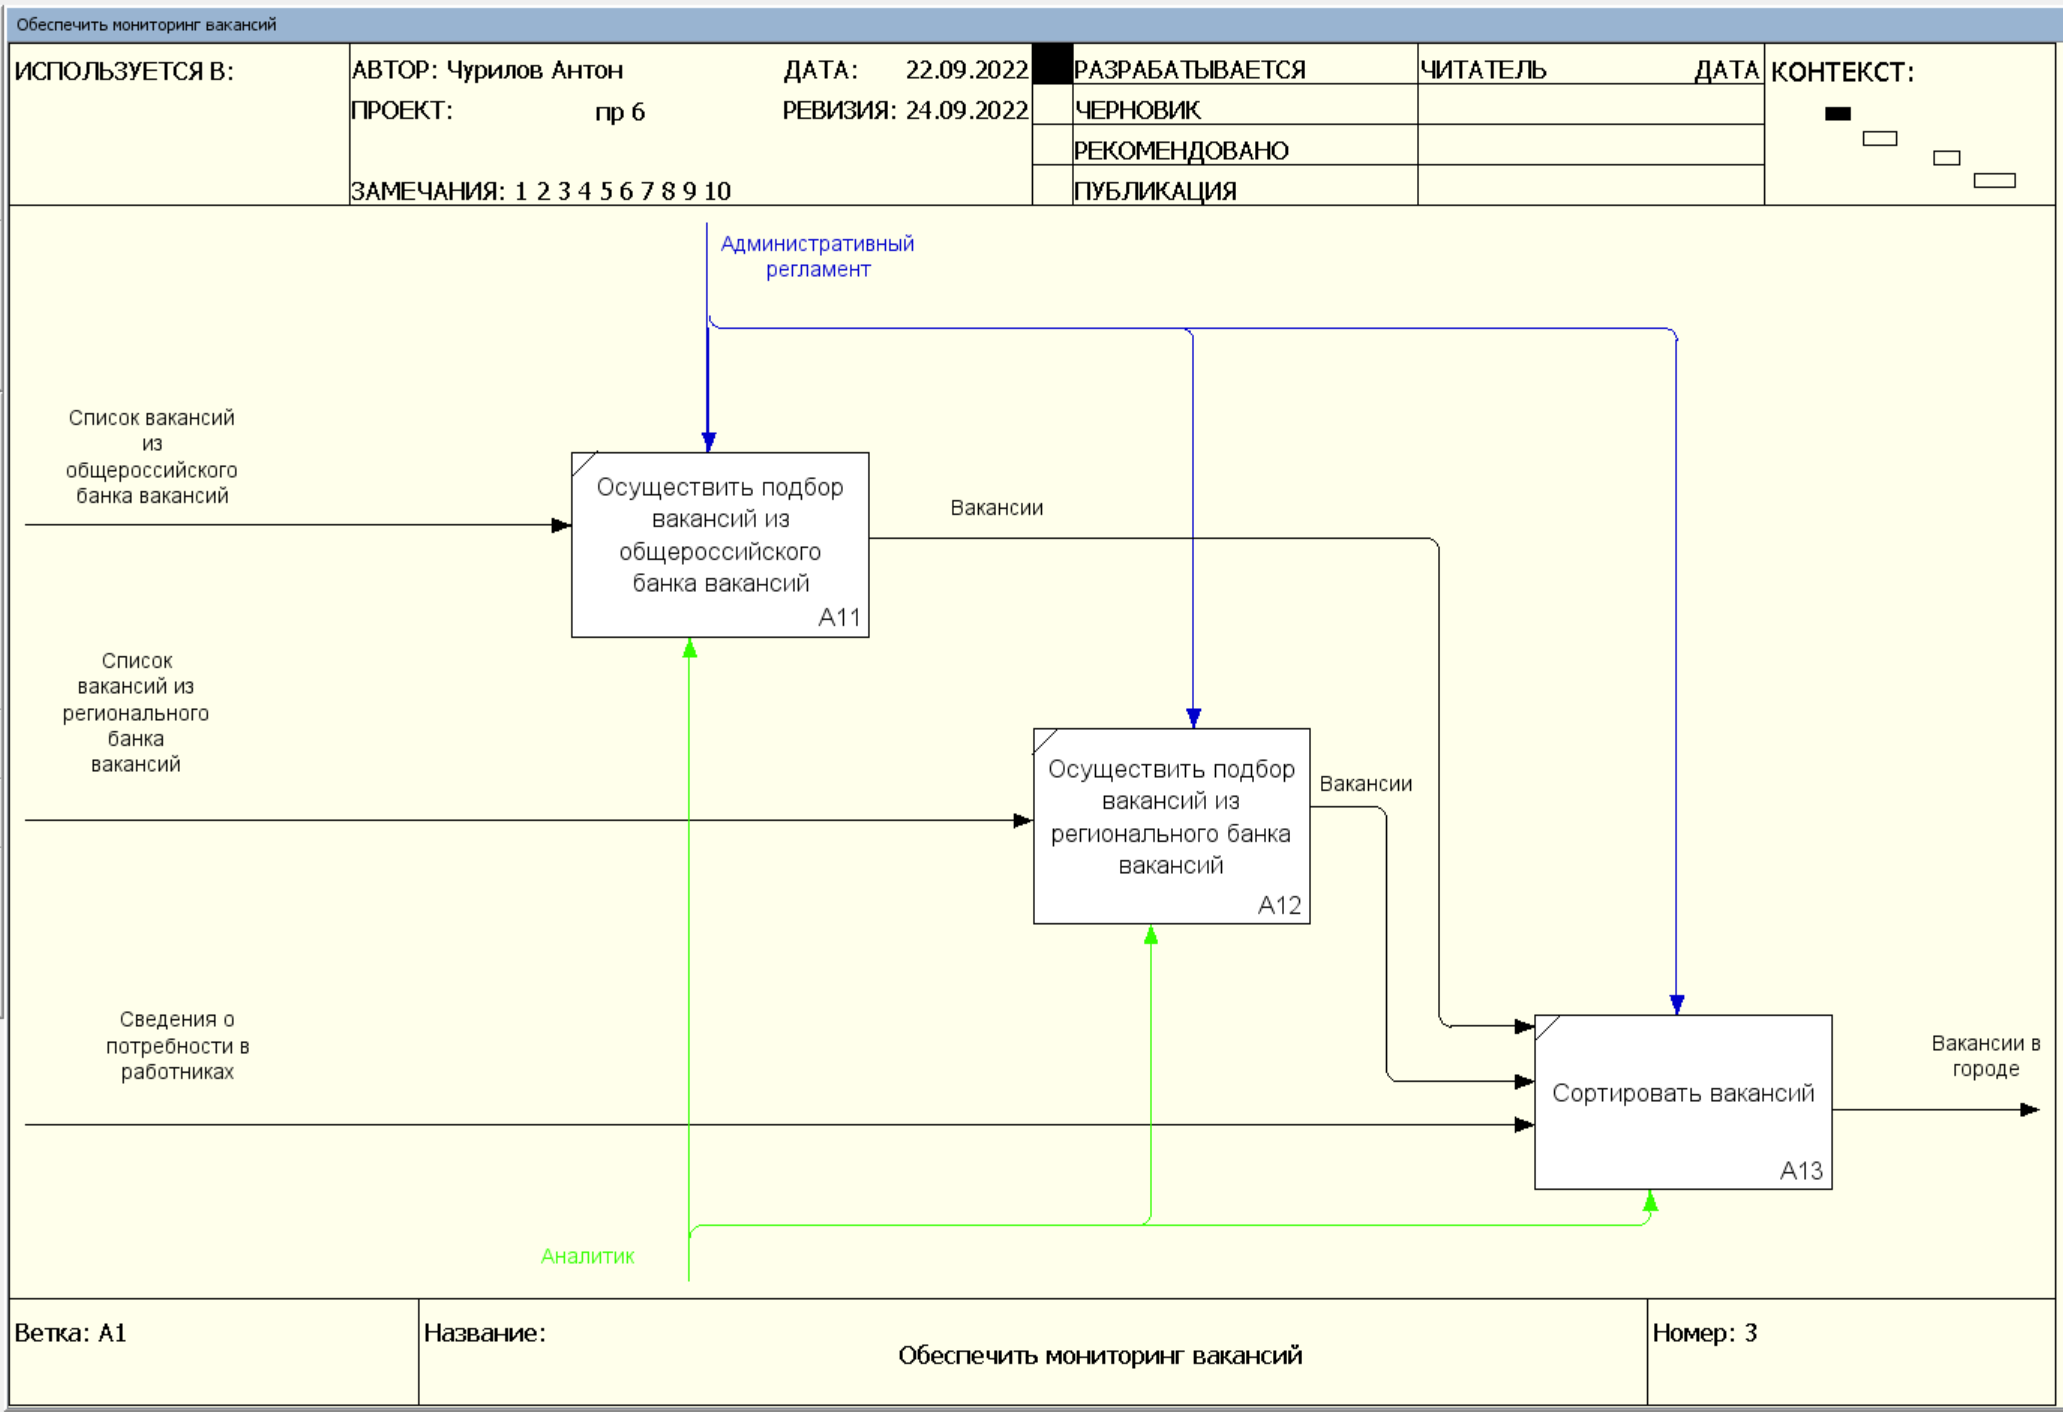 Обеспечить мониторинг вакансий
ИСПОЛЬЗУЕТСЯ В:
АВТОР: Чурилов Антон
ДАТА: 22.09.2022
ПРОЕКТ: пр 6
РЕВИЗИЯ: 24.09.2022
ЗАМЕЧАНИЯ: 1 2 3 4 5 6 7 8 9 10
РАЗРАБАТЫВАЕТСЯ
ЧЕРНОВИК
РЕКОМЕНДОВАНО
ПУБЛИКАЦИЯ
ЧИТАТЕЛЬ
ДАТА
КОНТЕКСТ:
Административный
регламент
Список вакансий
из
общероссийского
банка вакансий
Осуществить подбор
вакансий из
общероссийского
банка вакансий
A11
Вакансии
Список
вакансий из
регионального
банка
вакансий
Осуществить подбор
вакансий из
регионального банка
вакансий
A12
Вакансии
Сведения о
потребности в
работниках
Сортировать вакансий
A13
Вакансии в
городе
Аналитик
Ветка: A1
Название:
Обеспечить мониторинг вакансий
Номер: 3